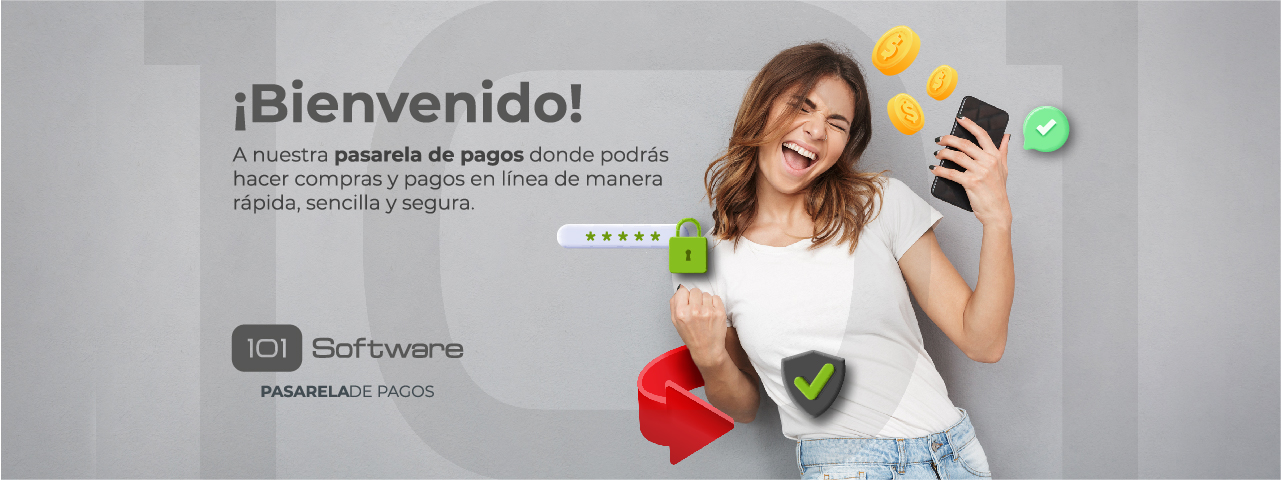 ¡Bienvenido!
A nuestra pasarela de pagos donde podrás
hacer compras y pagos en línea de manera
rápida, sencilla y segura.
*****
101 Software
PASARELADE PAGOS
101